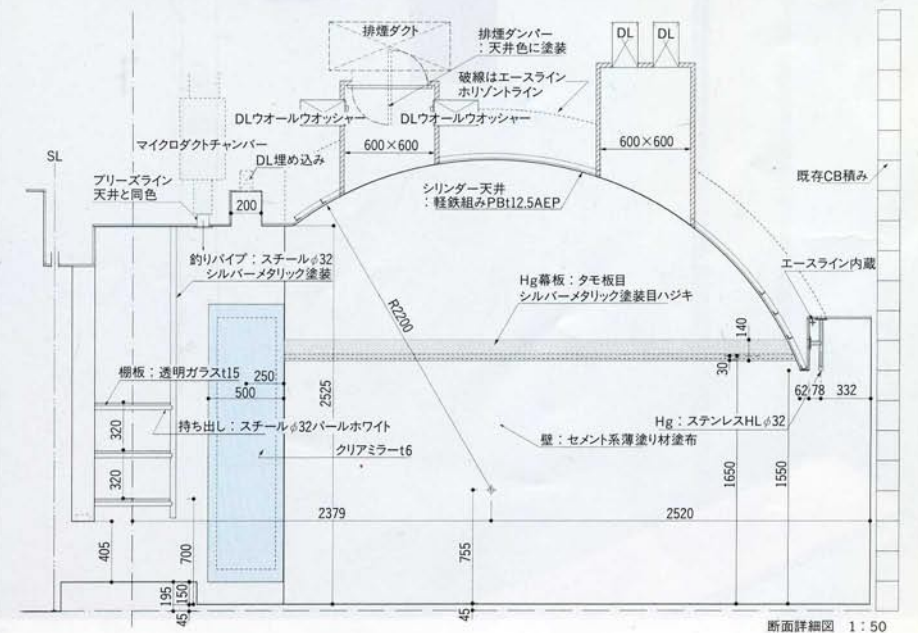 排煙ダクト
排煙ダンパー
：天井色に塗装
DL
DL
破線はエースライン
ホリゾントライン
DLウオールウオッシャー
DLウオールウオッシャー
マイクロダクトチャンバー
600×600
600×600
SL
DL埋め込み
既存CB積み
ブリーズライン
天井と同色
200
シリンダー天井
：軽鉄組みPBt12.5AEP
釣りパイプ：スチールφ32
シルバーメタリック塗装
エースライン内蔵
Hg幕板：タモ板目
シルバーメタリック塗装目ハジキ
R2200
140
30
棚板：透明ガラスt15
250
500
2525
62
78
332
320
持ち出し：スチールφ32パールホワイト
Hg：ステンレスHLφ32
壁：セメント系薄塗り材塗布
クリアミラーt6
320
1650
1550
2379
2520
405
700
755
195
150
45
45
断面詳細図 1：50